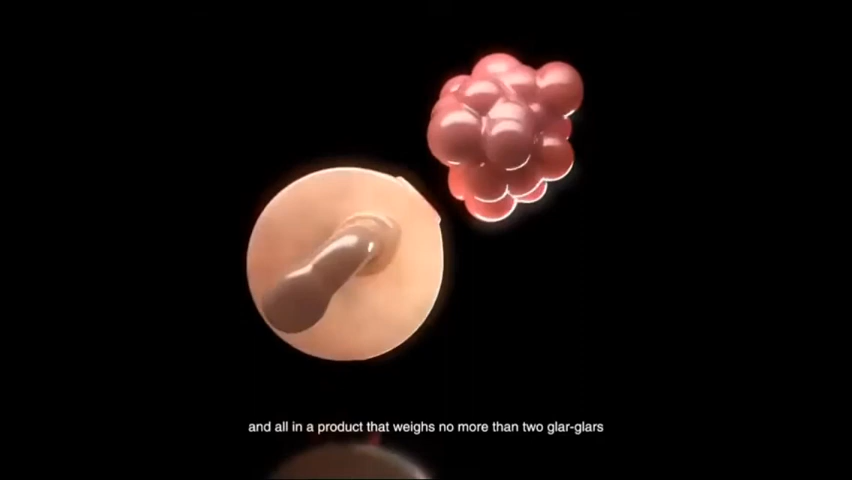 and all in a product that weighs no more than two glar-glars